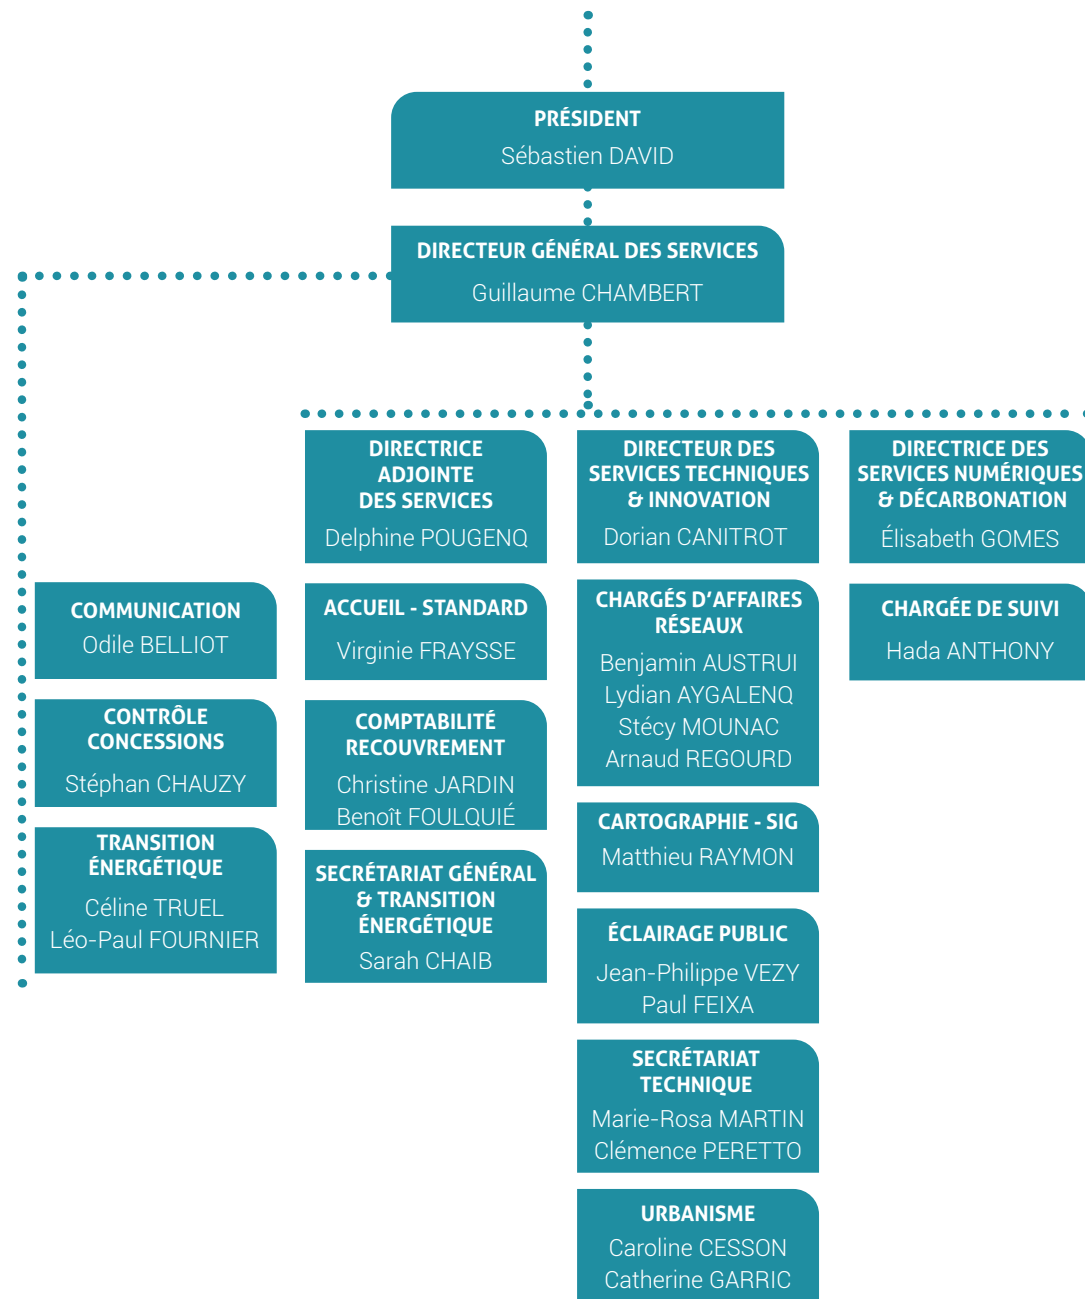 PRÉSIDENT
Sébastien DAVID
DIRECTEUR GÉNÉRAL DES SERVICES
Guillaume CHAMBERT
COMMUNICATION
Odile BELLIOT
CONTRÔLE
CONCESSIONS
Stéphan CHAUZY
TRANSITION
ÉNERGÉTIQUE
Céline TRUEL
Léo-Paul FOURNIER
DIRECTRICE
ADJOINTE
DES SERVICES
Delphine POUGENQ
ACCUEIL - STANDARD
Virginie FRAYSSE
COMPTABILITÉ
RECOUVREMENT
Christine JARDIN
Benoît FOULQUIÉ
SECRÉTARIAT GÉNÉRAL
& TRANSITION
ÉNERGÉTIQUE
Sarah CHAIB
DIRECTEUR DES
SERVICES TECHNIQUES
& INNOVATION
Dorian CANITROT
CHARGÉS D’AFFAIRES
RÉSEAUX
Benjamin AUSTRUI
Lydian AYGALENQ
Stécy MOUNAC
Arnaud REGOURD
CARTOGRAPHIE - SIG
Matthieu RAYMON
ÉCLAIRAGE PUBLIC
Jean-Philippe VEZY
Paul FEIXA
SECRÉTARIAT
TECHNIQUE
Marie-Rosa MARTIN
Clémence PERETTO
URBANISME
Caroline CESSON
Catherine GARRIC
DIRECTRICE DES
SERVICES NUMÉRIQUES
& DÉCARBONATION
Élisabeth GOMES
CHARGÉE DE SUIVI
Hada ANTHONY